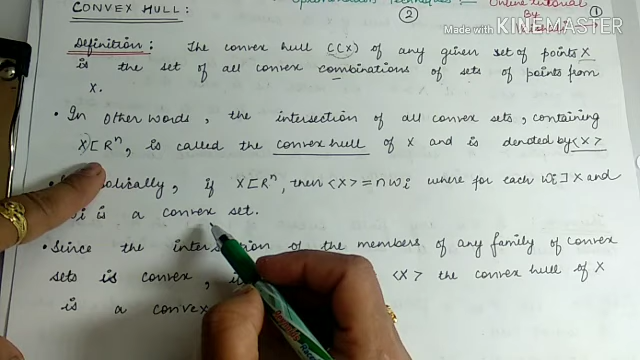 CONVEX HULL:
Techniques :-
Online Tutorial
By
②
①
Made with KINEMASTER
Definition: The convex hull C(X) of any given set of points X
is the set of all convex combinations of sets of points from
X.
• In other words, the intersection of all convex sets, containing
X⊏Rⁿ, is called the convex hull of X and is denoted by <X>
if X⊏Rⁿ, then <X> = ∩Wi where for each Wi ⊐ X and
is a convex set.
• Since the intersection of the members of any family of convex
sets is convex, <X> the convex hull of X
is a convex